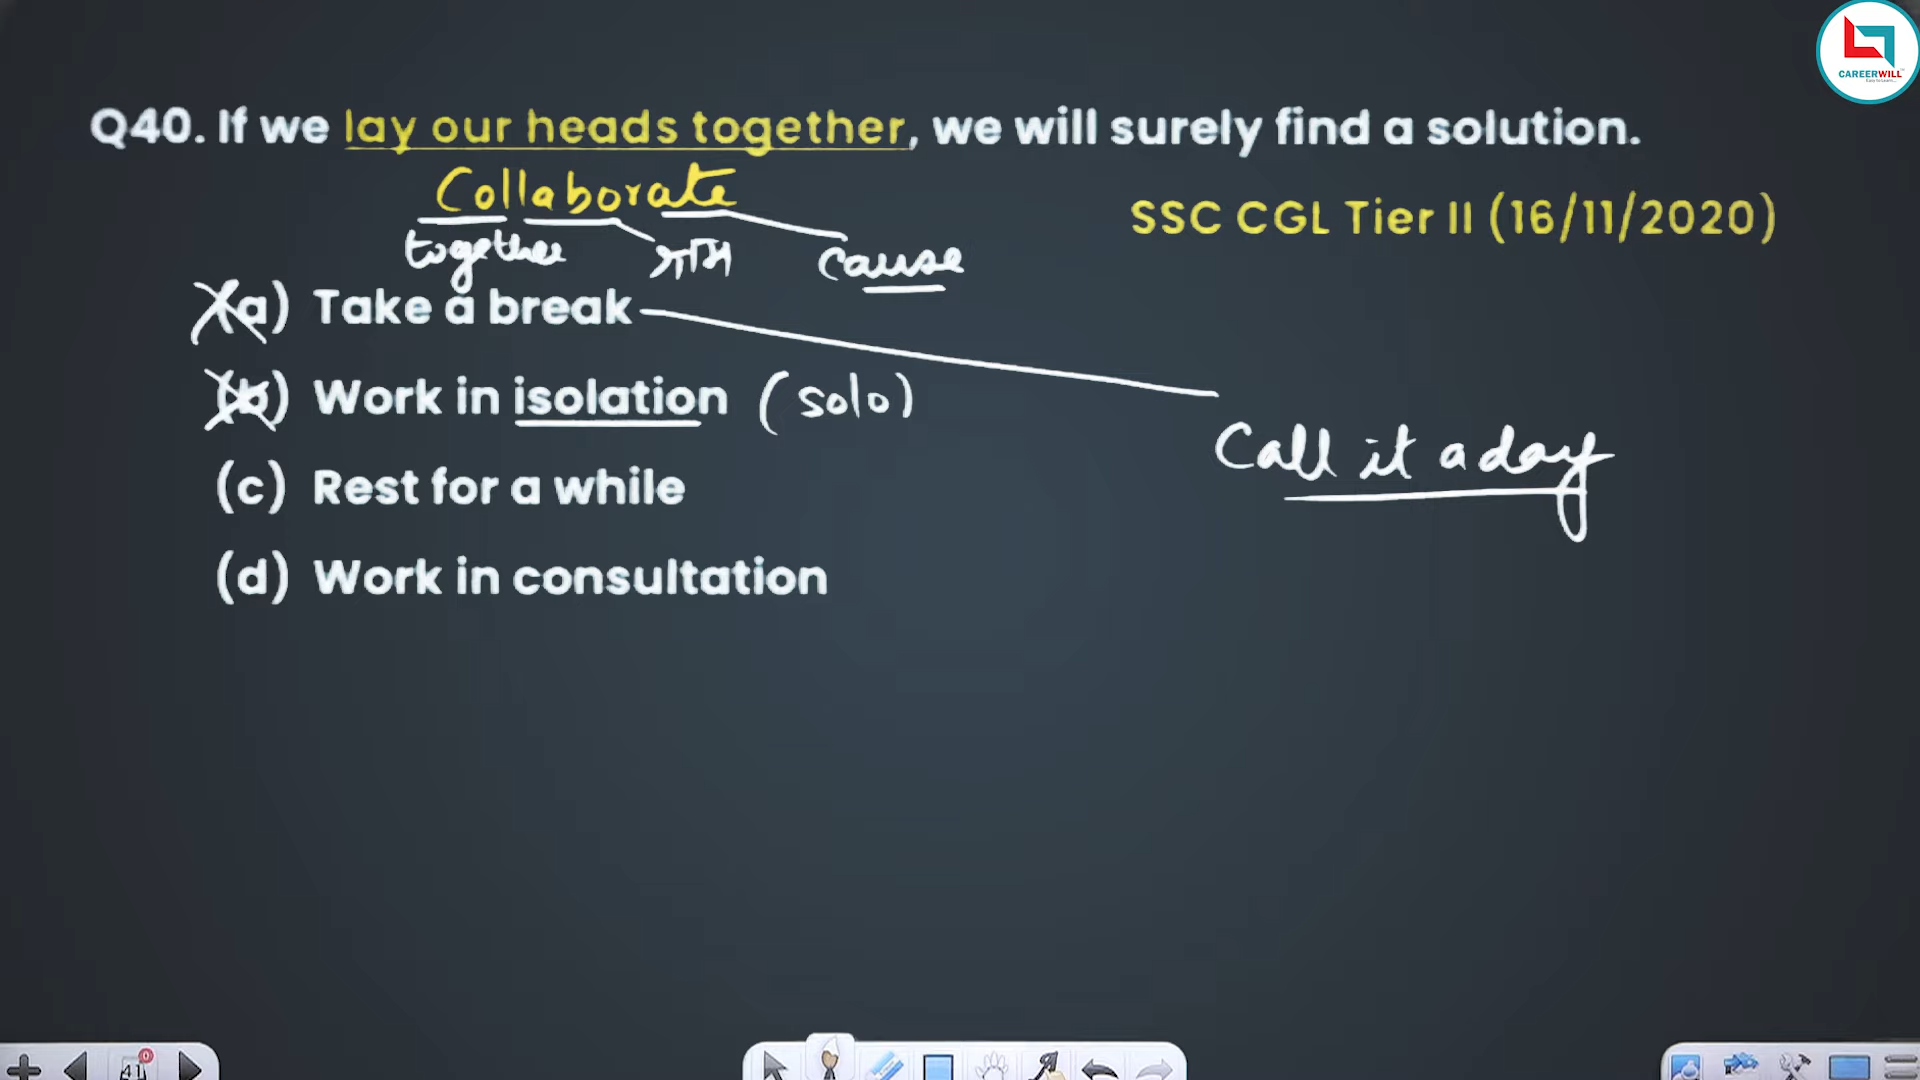 CAREERWILL
Q40. If we lay our heads together, we will surely find a solution.
Collaborate
SSC CGL Tier II (16/11/2020)
together
cause
(a) Take a break
(b) Work in isolation (solo)
Call it a day
(c) Rest for a while
(d) Work in consultation
41
0